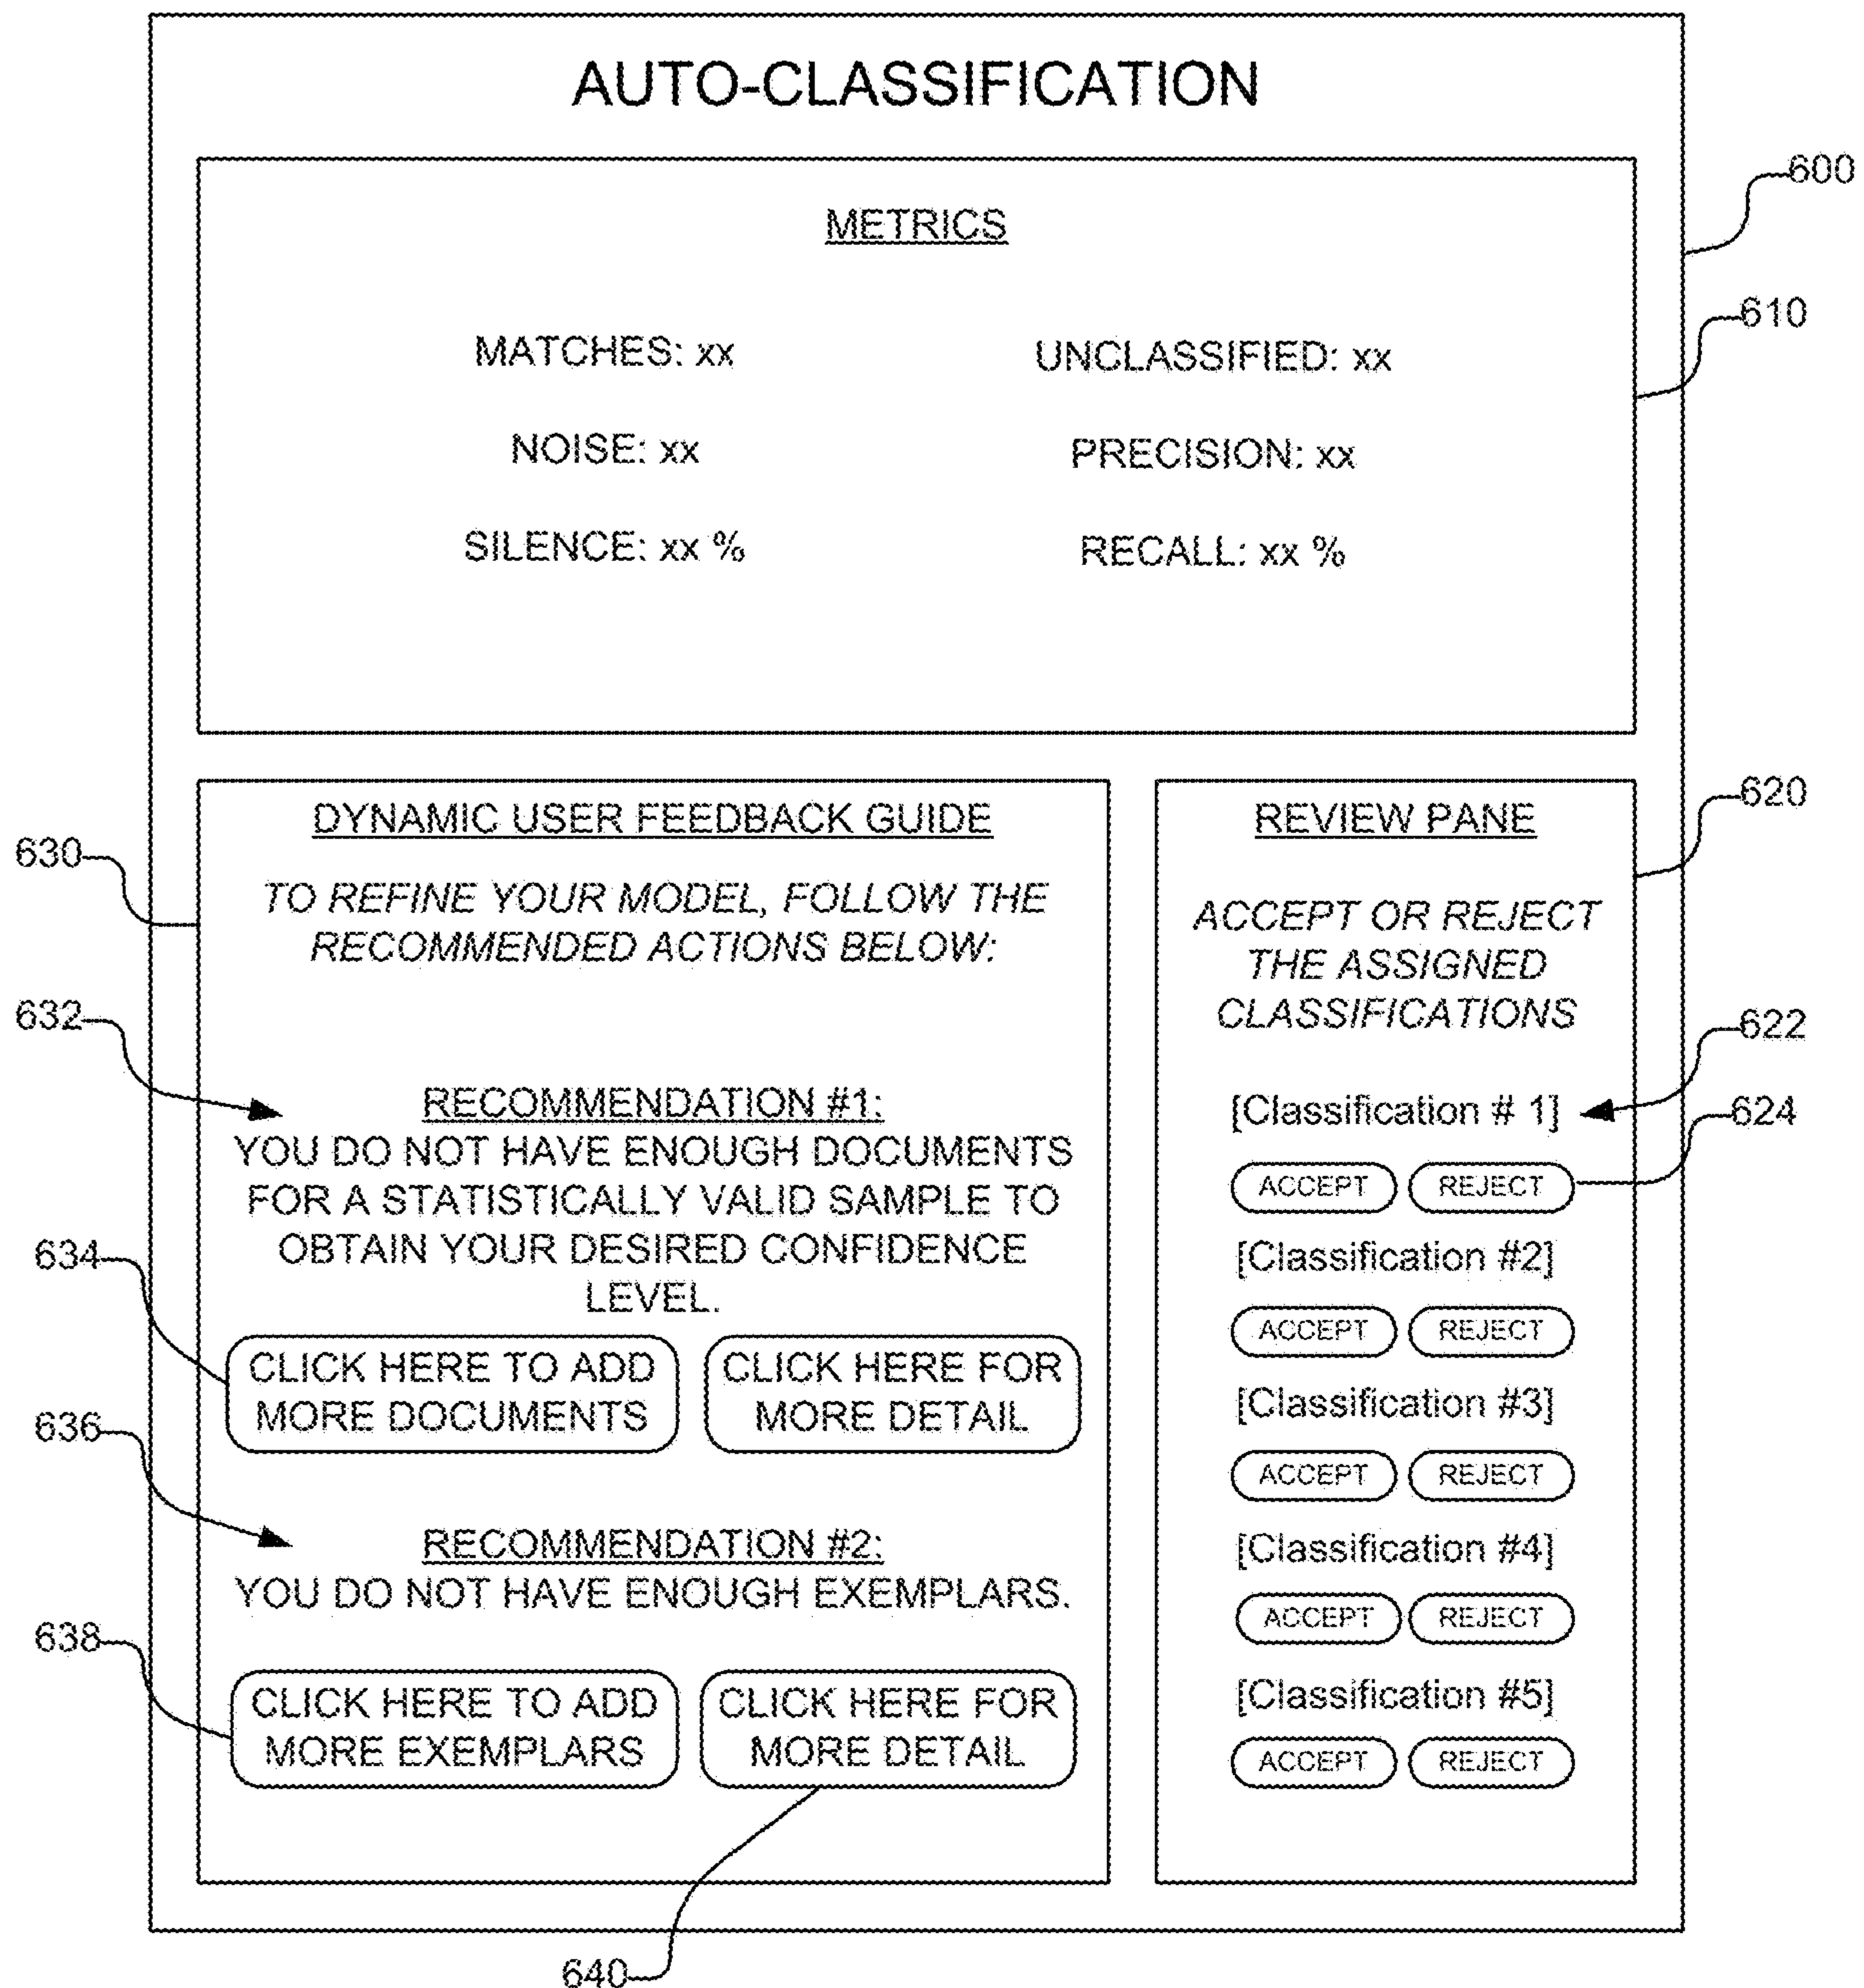 AUTO-CLASSIFICATION
600
METRICS
610
MATCHES: xx
UNCLASSIFIED: xx
NOISE: xx
PRECISION: xx
SILENCE: xx %
RECALL: xx %
630
DYNAMIC USER FEEDBACK GUIDE
TO REFINE YOUR MODEL, FOLLOW THE
RECOMMENDED ACTIONS BELOW:
632
RECOMMENDATION #1:
YOU DO NOT HAVE ENOUGH DOCUMENTS
FOR A STATISTICALLY VALID SAMPLE TO
OBTAIN YOUR DESIRED CONFIDENCE
LEVEL.
634
CLICK HERE TO ADD
MORE DOCUMENTS
CLICK HERE FOR
MORE DETAIL
636
RECOMMENDATION #2:
YOU DO NOT HAVE ENOUGH EXEMPLARS.
638
CLICK HERE TO ADD
MORE EXEMPLARS
CLICK HERE FOR
MORE DETAIL
640
620
REVIEW PANE
ACCEPT OR REJECT
THE ASSIGNED
CLASSIFICATIONS
622
[Classification # 1]
624
ACCEPT REJECT
[Classification #2]
ACCEPT REJECT
[Classification #3]
ACCEPT REJECT
[Classification #4]
ACCEPT REJECT
[Classification #5]
ACCEPT REJECT